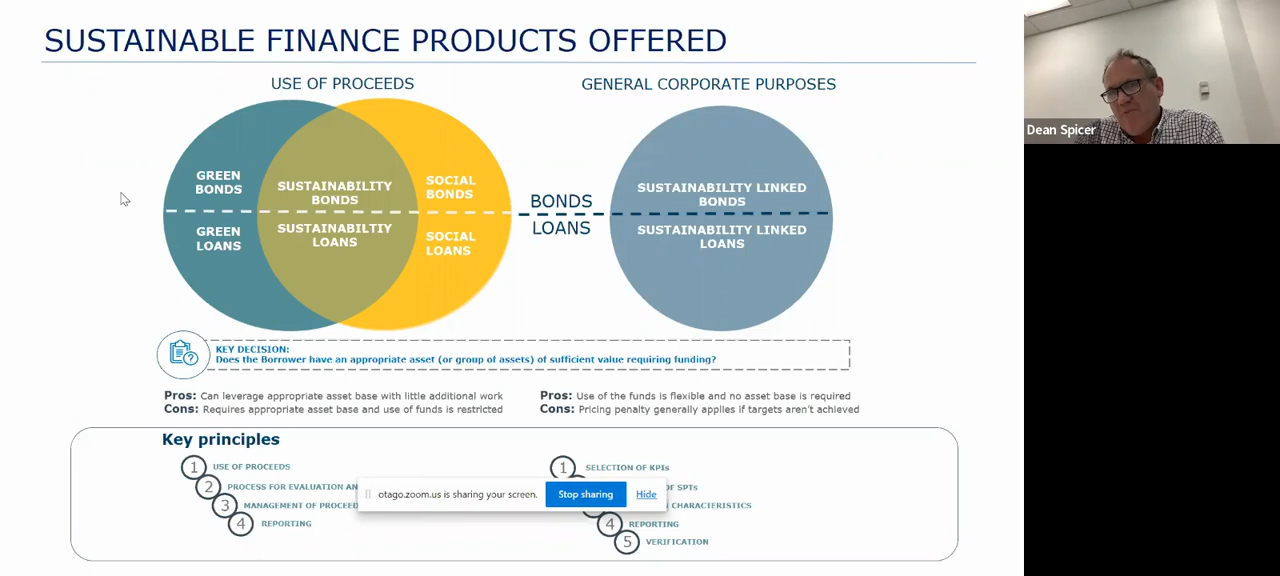 SUSTAINABLE FINANCE PRODUCTS OFFERED
USE OF PROCEEDS
GENERAL CORPORATE PURPOSES
GREEN
BONDS
SUSTAINABILITY
BONDS
SOCIAL
BONDS
GREEN
LOANS
SUSTAINABILTIY
LOANS
SOCIAL
LOANS
BONDS
LOANS
SUSTAINABILITY LINKED
BONDS
SUSTAINABILITY LINKED
LOANS
KEY DECISION:
Does the Borrower have an appropriate asset (or group of assets) of sufficient value requiring funding?
Pros: Can leverage appropriate asset base with little additional work
Cons: Requires appropriate asset base and use of funds is restricted
Pros: Use of the funds is flexible and no asset base is required
Cons: Pricing penalty generally applies if targets aren't achieved
Key principles
1 USE OF PROCEEDS
2 PROCESS FOR EVALUATION AN
3 MANAGEMENT OF PROCEED
4 REPORTING
1 SELECTION OF KPIs
OF SPTs
CHARACTERISTICS
4 REPORTING
5 VERIFICATION
otago.zoom.us is sharing your screen.
Stop sharing
Hide
Dean Spicer